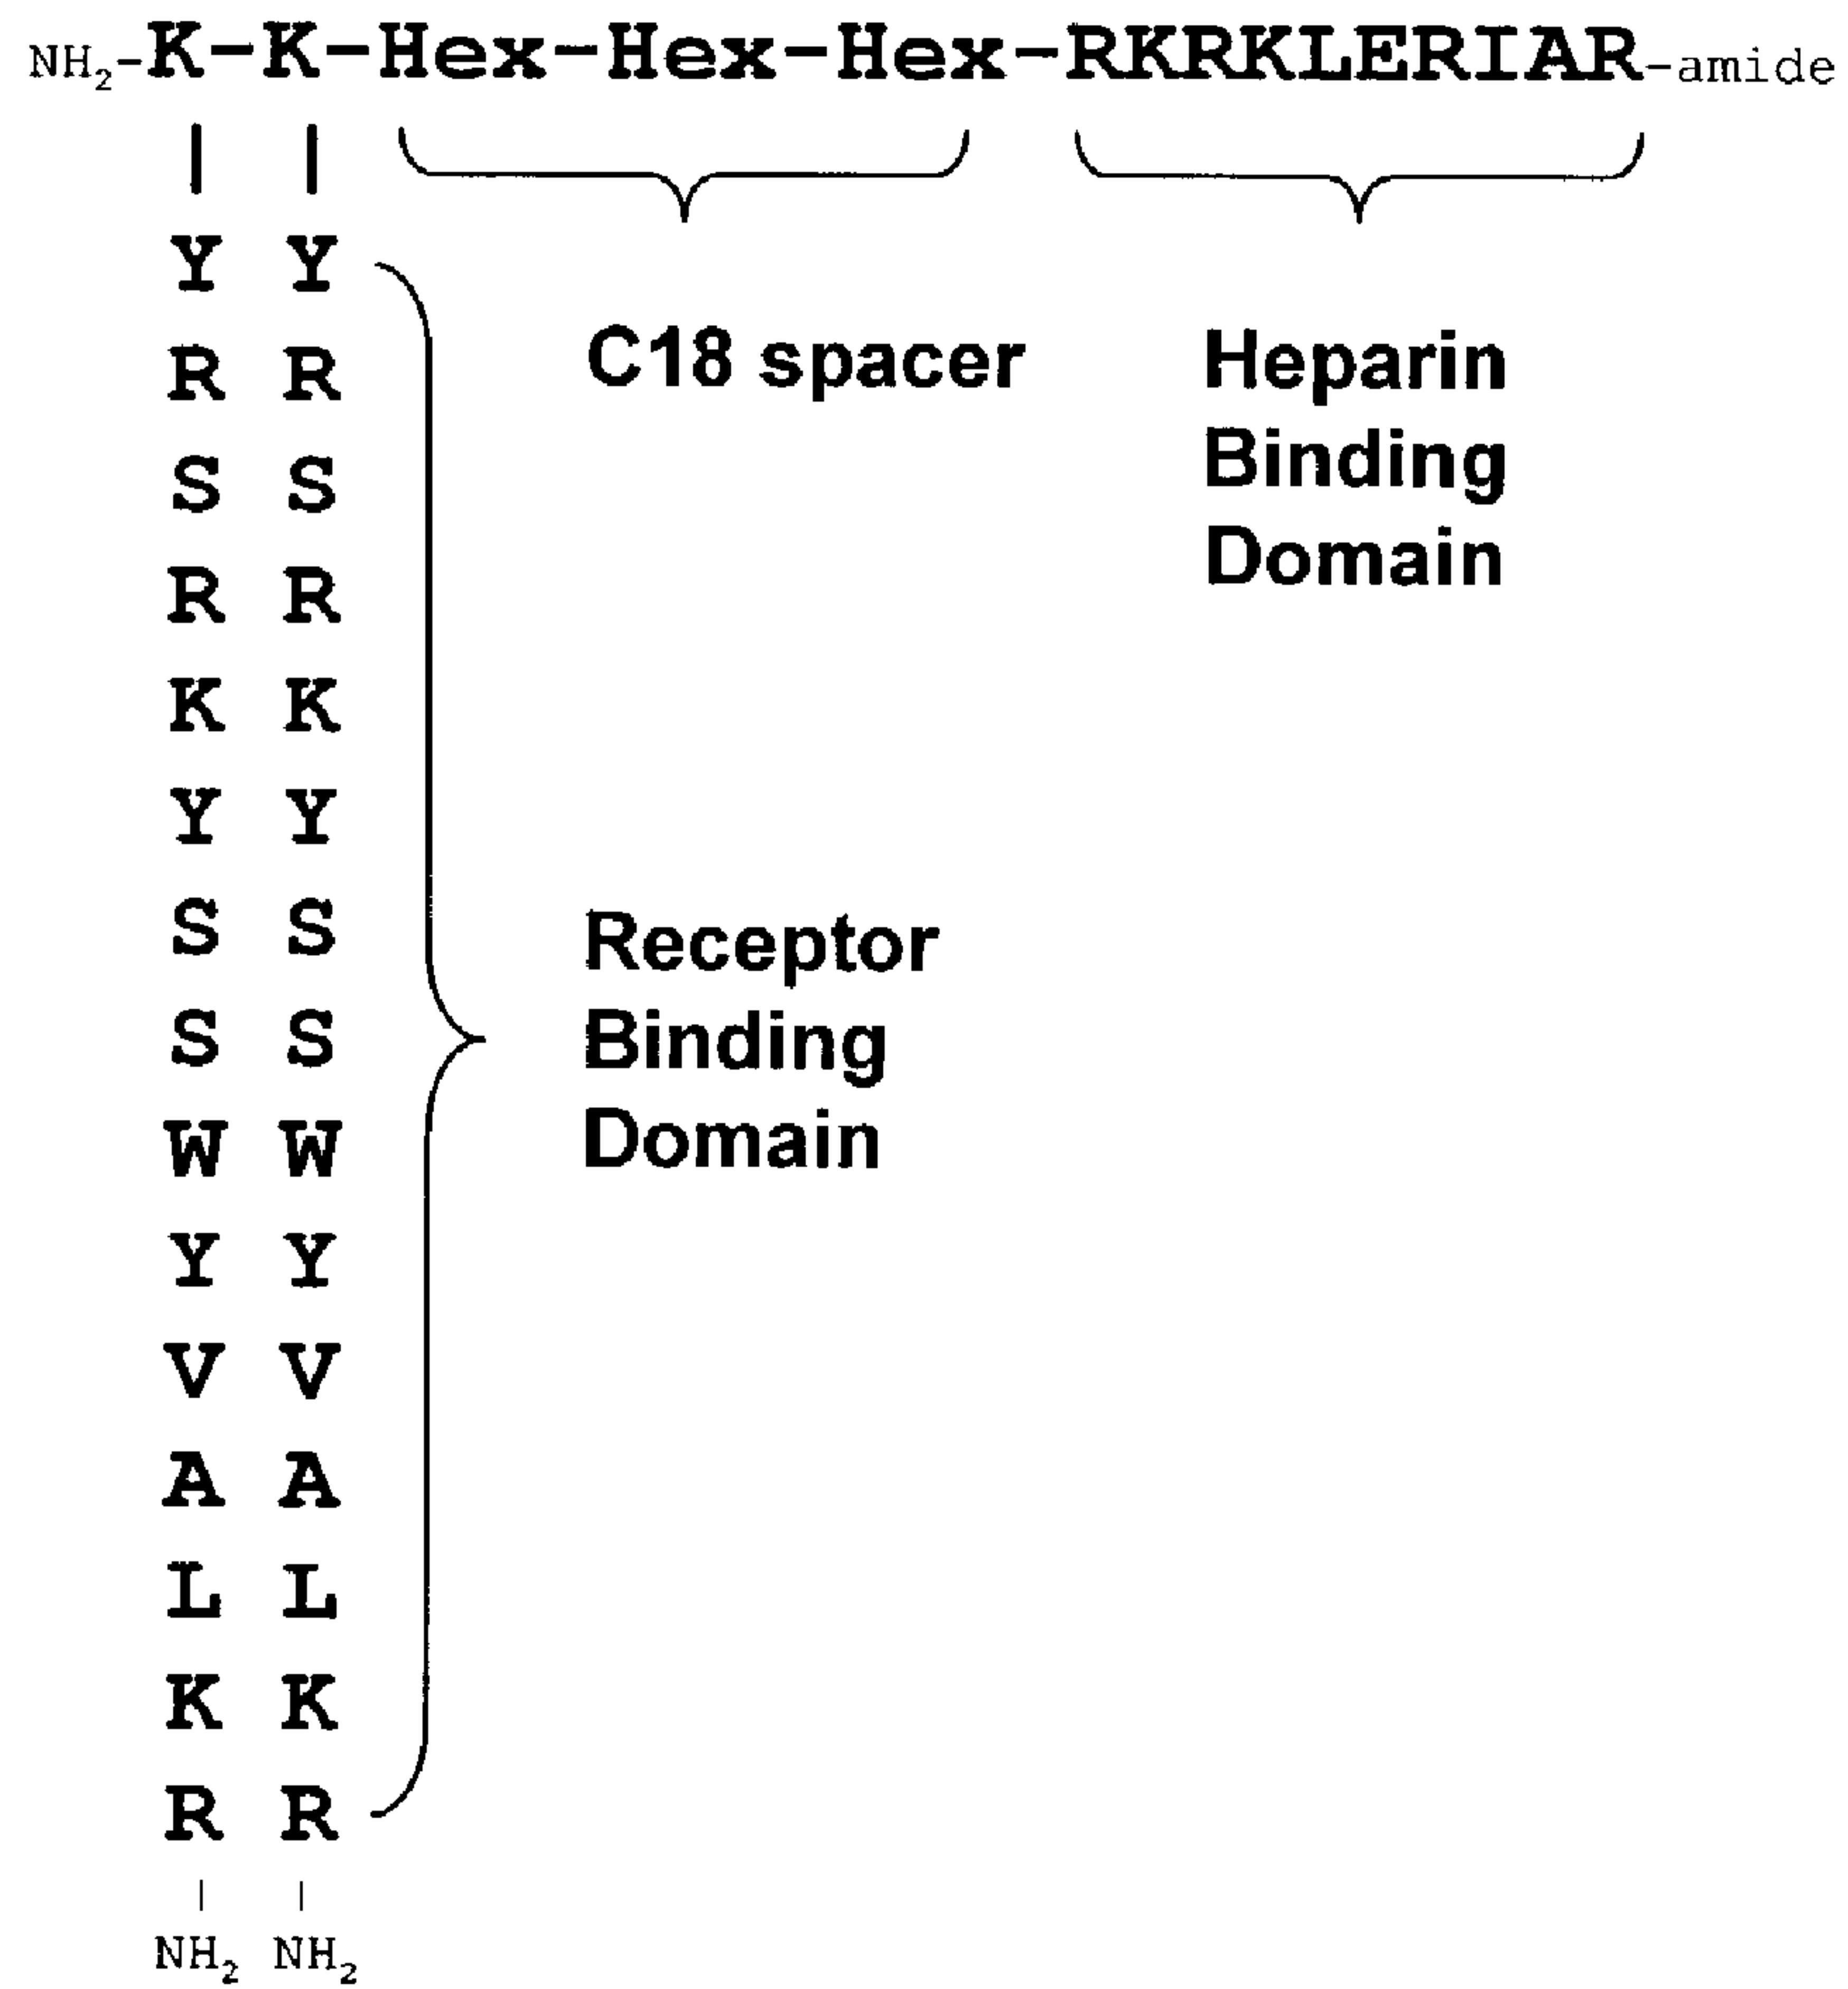 NH2-K-K-Hex-Hex-Hex-RKRKLERIAR-amide
Y Y
R R
S S
R R
K K
Y Y
S S
S S
W W
Y Y
V V
A A
L L
K K
R R
NH2 NH2
C18 spacer
Heparin
Binding
Domain
Receptor
Binding
Domain